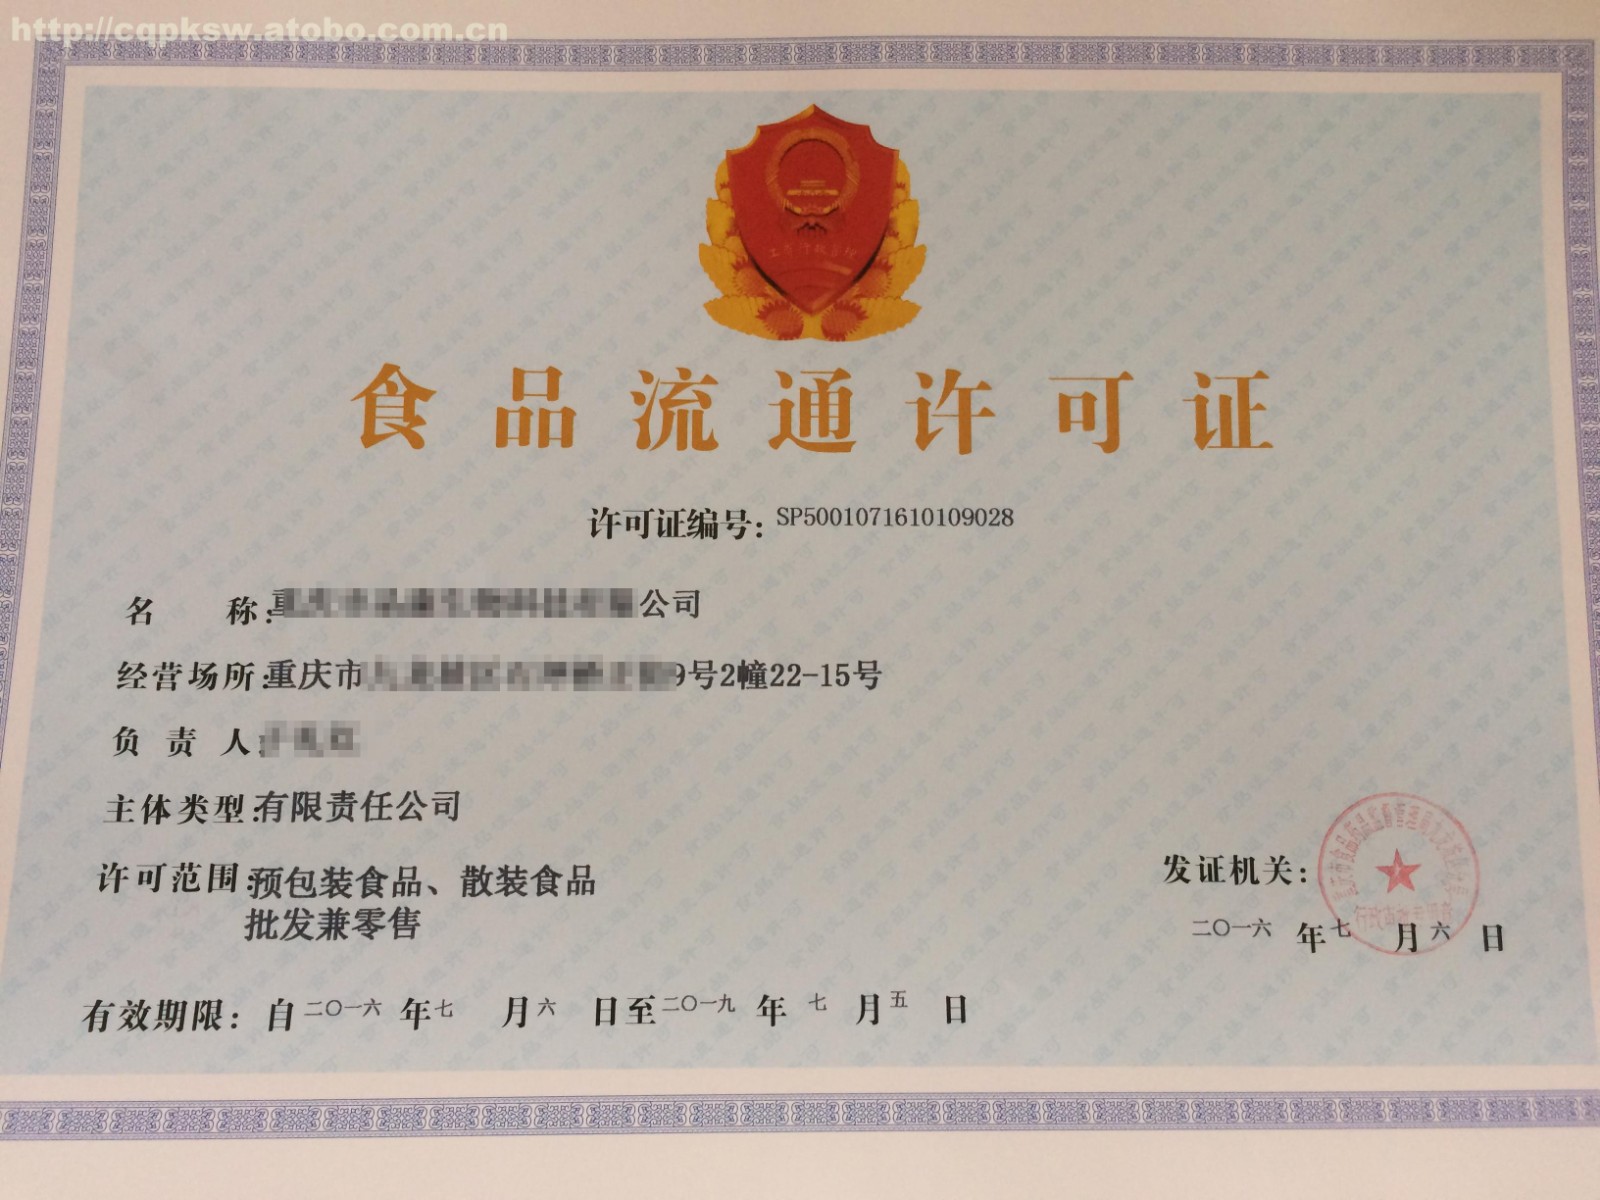 http://cqpksw.atobo.com.cn
食品流通许可证
许可证编号：SP5001071610109028
名 称：公司
经营场所：重庆市9号2幢22-15号
负责人：
主体类型：有限责任公司
许可范围：预包装食品、散装食品
批发兼零售
发证机关：
二〇一六 年 七 月 六 日
有效期限：自 二〇一六 年 七 月 六 日至 二〇一九 年 七 月 五 日